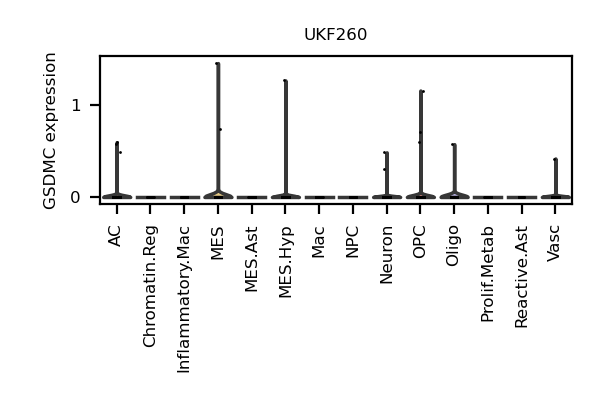 UKF260
GSDMC expression
1
0
AC
Chromatin.Reg
Inflammatory.Mac
MES
MES.Ast
MES.Hyp
Mac
NPC
Neuron
OPC
Oligo
Prolif.Metab
Reactive.Ast
Vasc